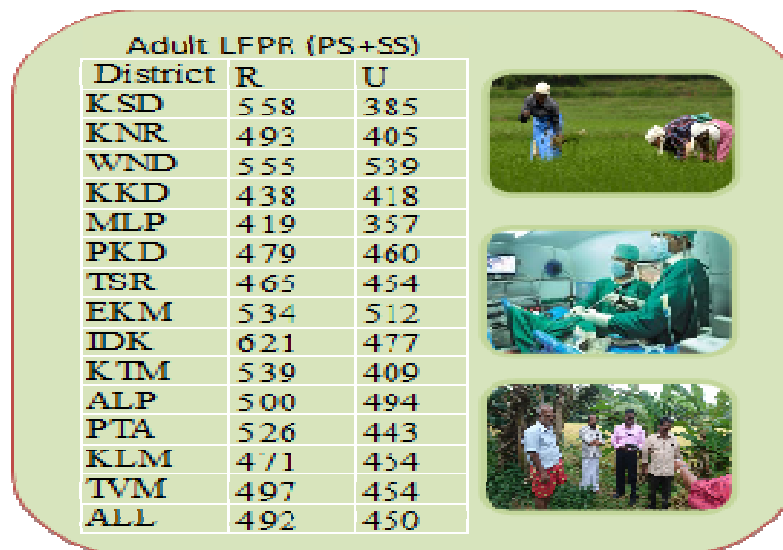 Adult LFPR (PS+SS)
District R U
KSD 558 385
KNR 493 405
WND 555 539
KKD 438 418
MLP 419 357
PKD 479 460
TSR 465 454
EKM 534 512
IDK 621 477
KTM 539 409
ALP 500 494
PTA 526 443
KLM 471 454
TVM 497 454
ALL 492 450